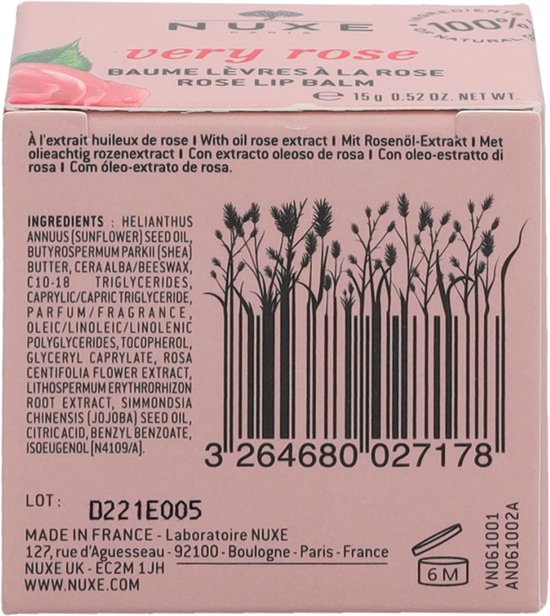 NUXE
PARIS
100%
NATURAL
very rose
BAUME LÈVRES À LA ROSE
ROSE LIP BALM
℮ 15g 0.52 OZ. NET WT.
À l'extrait huileux de rose ı With oil rose extract ı Mit Rosenöl-Extrakt ı Met
olieachtig rozenextract ı Con extracto oleoso de rosa ı Con oleo-estratto di
rosa ı Com óleo-extrato de rosa.
INGREDIENTS : HELIANTHUS
ANNUUS (SUNFLOWER) SEED OIL,
BUTYROSPERMUM PARKII (SHEA)
BUTTER, CERA ALBA/BEESWAX,
C10-18 TRIGLYCERIDES,
CAPRYLIC/CAPRIC TRIGLYCERIDE,
PARFUM/FRAGRANCE,
OLEIC/LINOLEIC/LINOLENIC
POLYGLYCERIDES, TOCOPHEROL,
GLYCERYL CAPRYLATE, ROSA
CENTIFOLIA FLOWER EXTRACT,
LITHOSPERMUM ERYTHRORHIZON
ROOT EXTRACT, SIMMONDSIA
CHINENSIS (JOJOBA) SEED OIL,
CITRIC ACID, BENZYL BENZOATE,
ISOEUGENOL [N4109/A].
3 264680 027178
LOT : D221E005
MADE IN FRANCE - Laboratoire NUXE
127, rue d'Aguesseau - 92100 - Boulogne - Paris - France
NUXE UK - EC2M 1JH
WWW.NUXE.COM
6 M
VN061001
AN061002A